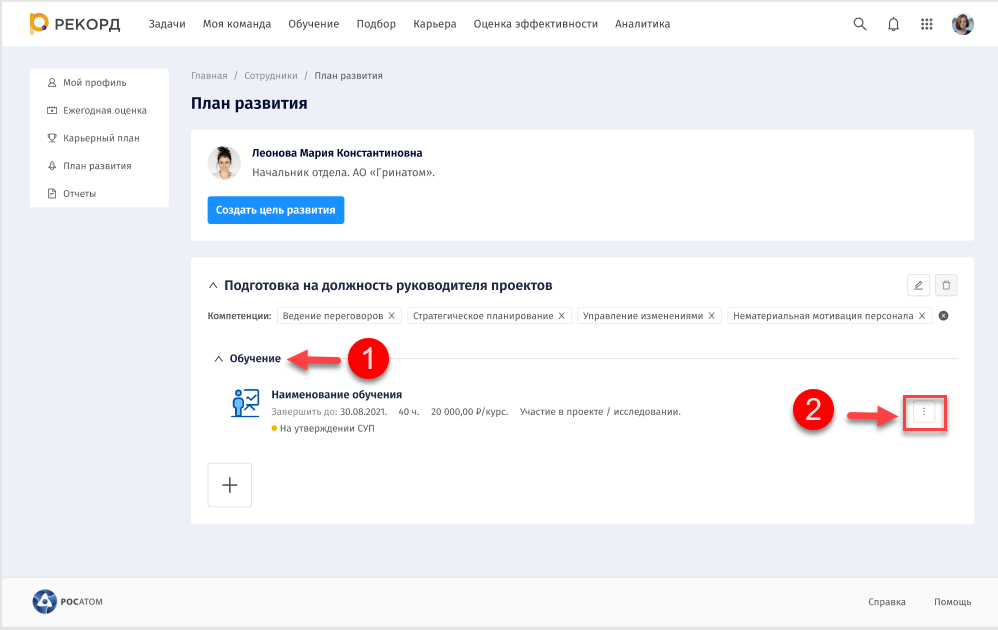 РЕКОРД Задачи Моя команда Обучение Подбор Карьера Оценка эффективности Аналитика
Мой профиль
Ежегодная оценка
Карьерный план
План развития
Отчеты
Главная / Сотрудники / План развития
План развития
Леонова Мария Константиновна
Начальник отдела. АО «Гринатом».
Создать цель развития
Подготовка на должность руководителя проектов
Компетенции: Ведение переговоров Стратегическое планирование Управление изменениями Нематериальная мотивация персонала
Обучение 1
Наименование обучения
Завершить до: 30.08.2021. 40 ч. 20 000,00 ₽/курс. Участие в проекте / исследовании.
На утверждении СУП
2
РОСАТОМ Справка Помощь